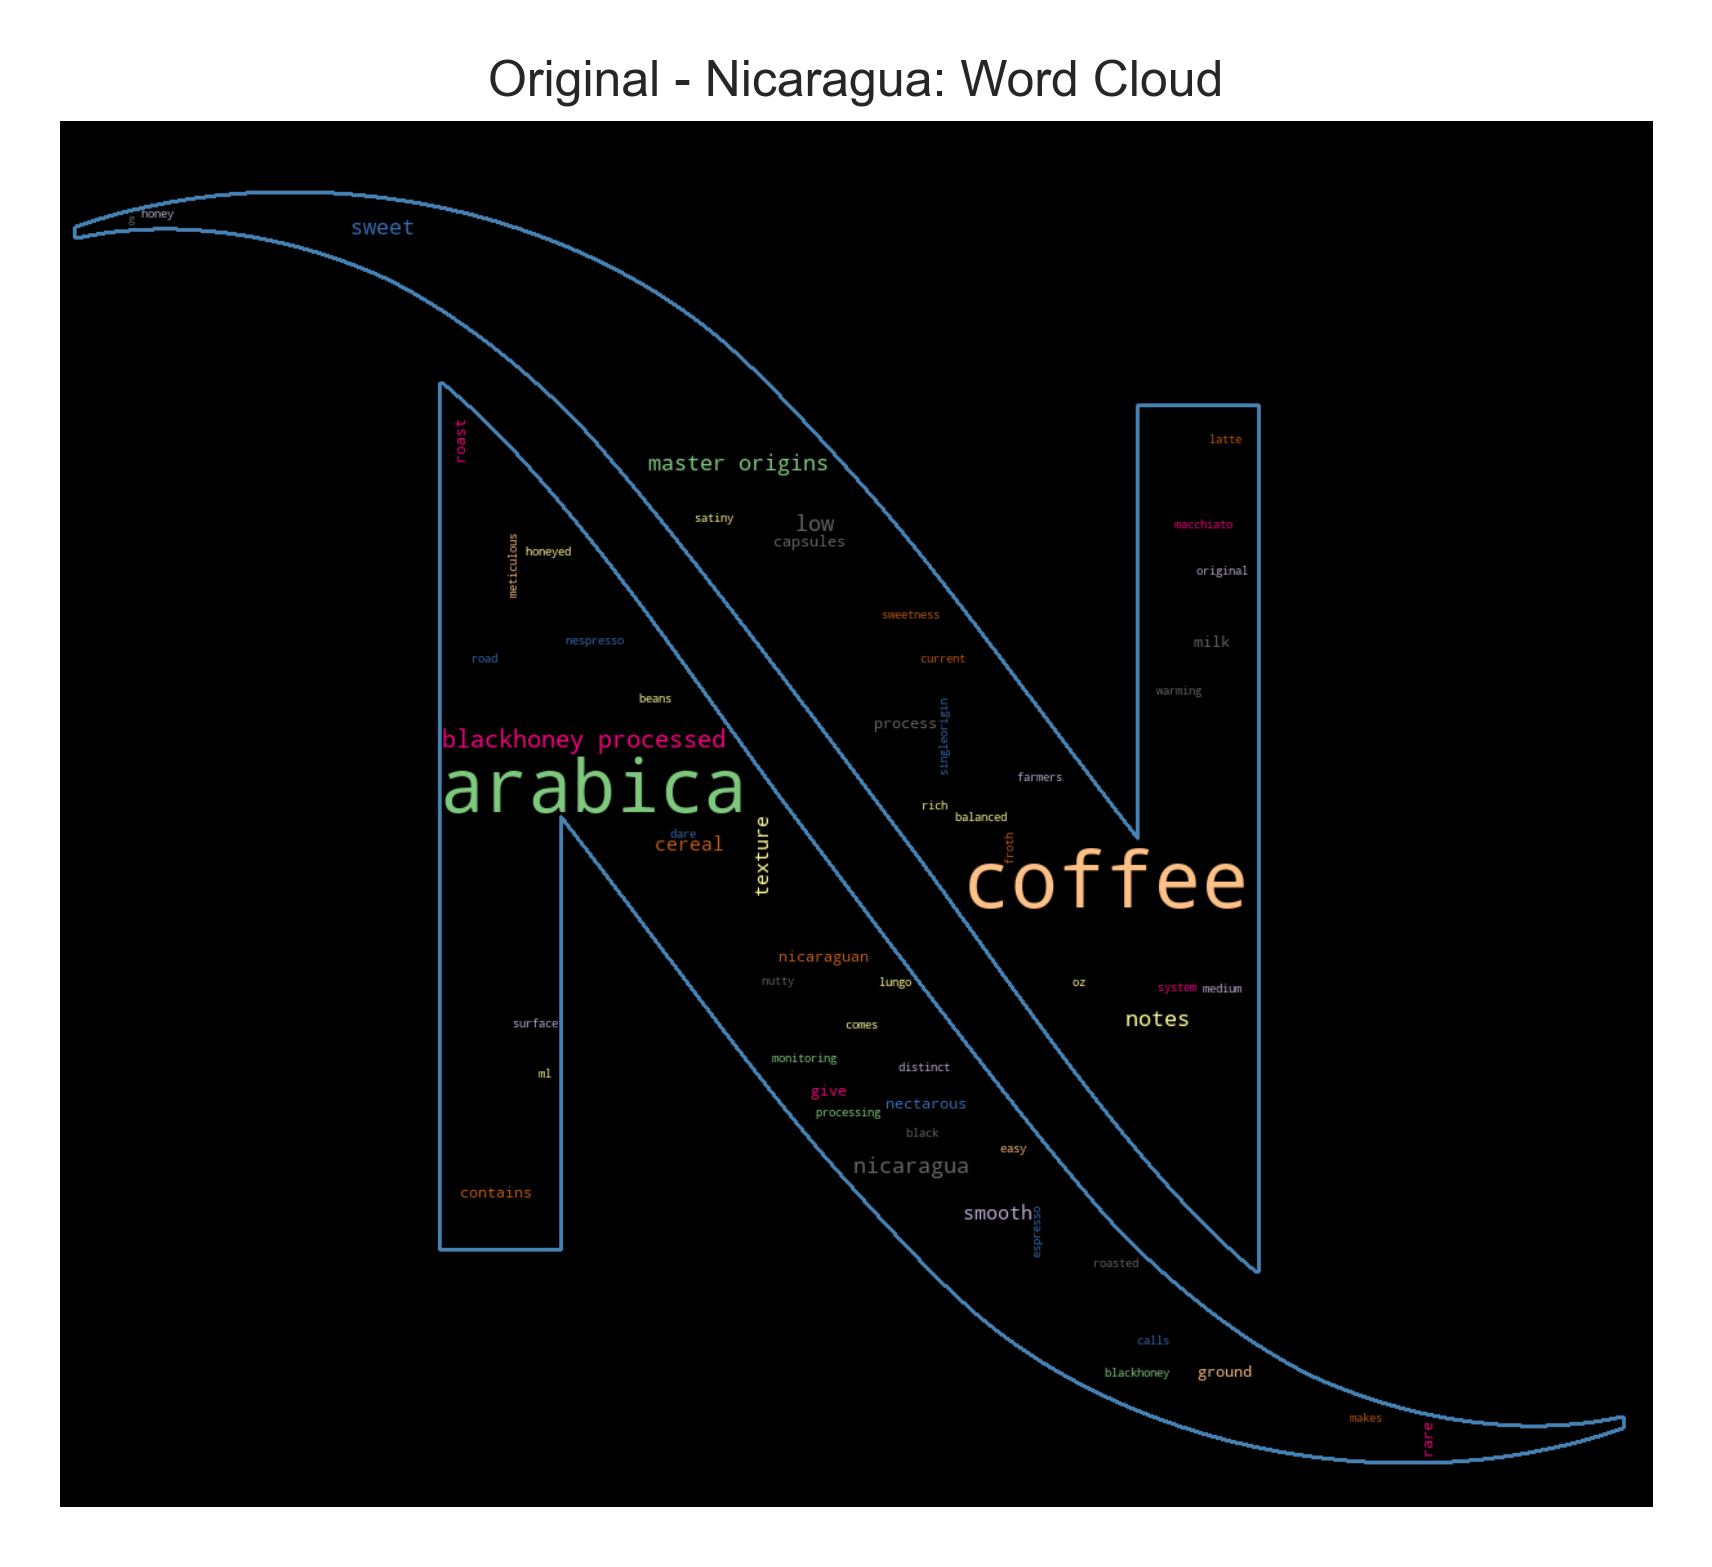 Original - Nicaragua: Word Cloud
honey
sweet
roast
latte
master origins
satiny
low
macchiato
capsules
meticulous
honeyed
original
sweetness
nespresso
milk
road
current
warming
beans
process
singleorigin
blackhoney processed
farmers
arabica
rich
balanced
dare
cereal
texture
froth
coffee
nicaraguan
nutty
lungo
oz
system
medium
notes
surface
comes
monitoring
distinct
ml
give
nectarous
processing
black
easy
nicaragua
contains
smooth
espresso
roasted
calls
blackhoney
ground
makes
rare